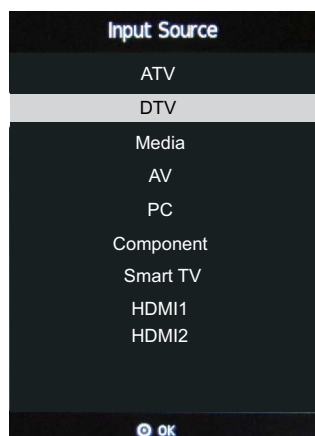 Input Source
ATV
DTV
Media
AV
PC
Component
Smart TV
HDMI1
HDMI2
OK